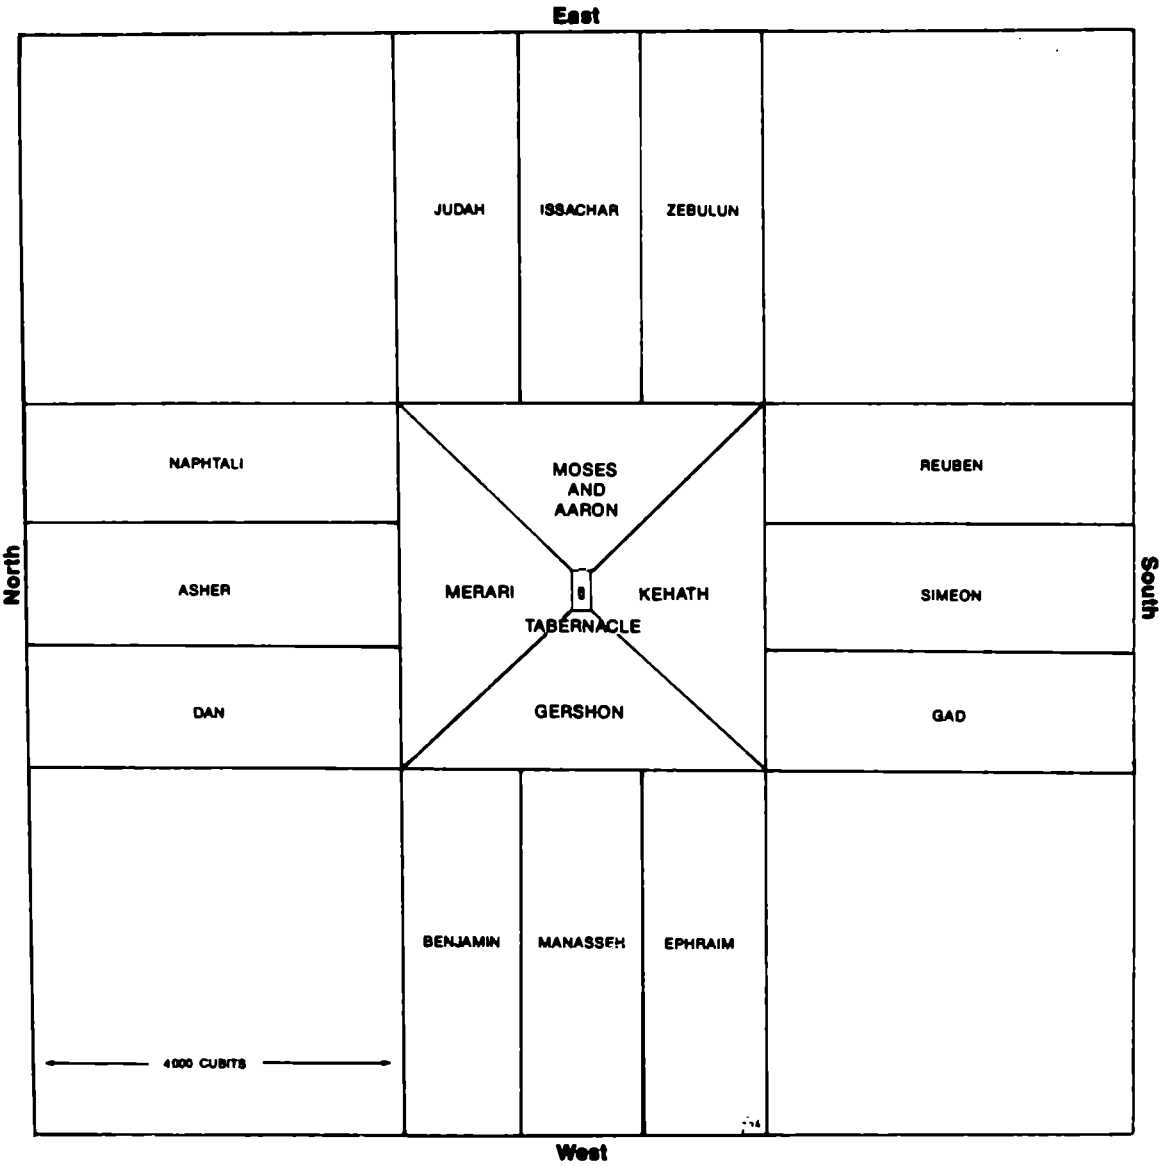 East
JUDAH
ISSACHAR
ZEBULUN
NAPHTALI
MOSES
AND
AARON
REUBEN
North
ASHER
MERARI
KEHATH
SIMEON
South
TABERNACLE
DAN
GERSHON
GAD
BENJAMIN
MANASSEH
EPHRAIM
4000 CUBITS
West